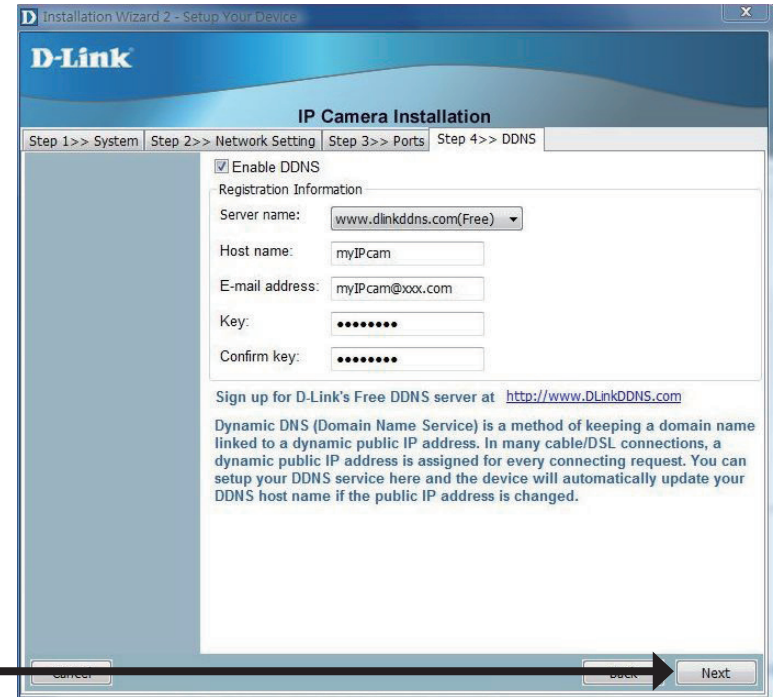 Installation Wizard 2 - Setup Your Device
D-Link
IP Camera Installation
Step 1>> System Step 2>> Network Setting Step 3>> Ports Step 4>> DDNS
Enable DDNS
Registration Information
Server name: www.dlinkddns.com(Free)
Host name: myIPcam
E-mail address: myIPcam@xxx.com
Key: ●●●●●●●●
Confirm key: ●●●●●●●●
Sign up for D-Link's Free DDNS server at http://www.DLinkDDNS.com
Dynamic DNS (Domain Name Service) is a method of keeping a domain name
linked to a dynamic public IP address. In many cable/DSL connections, a
dynamic public IP address is assigned for every connecting request. You can
setup your DDNS service here and the device will automatically update your
DDNS host name if the public IP address is changed.
Cancel Back Next